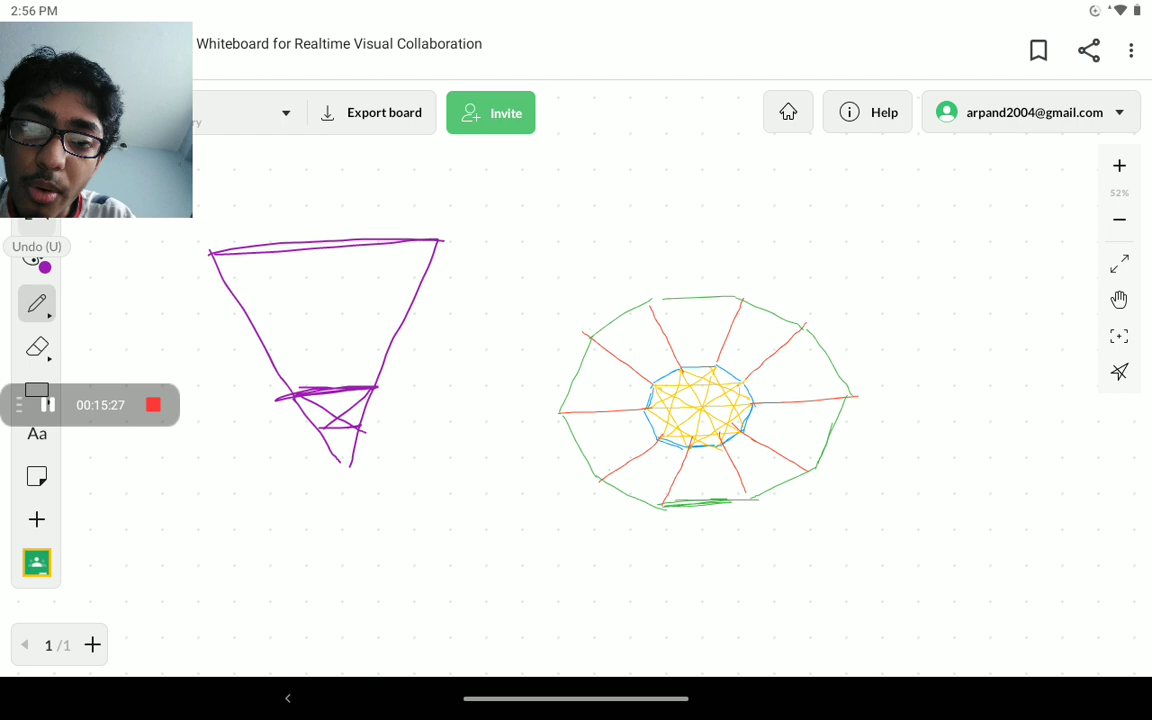 2:56 PM
Whiteboard for Realtime Visual Collaboration
ry
Export board
Invite
Help
arpand2004@gmail.com
52%
Undo (U)
00:15:27
Aa
1 /1